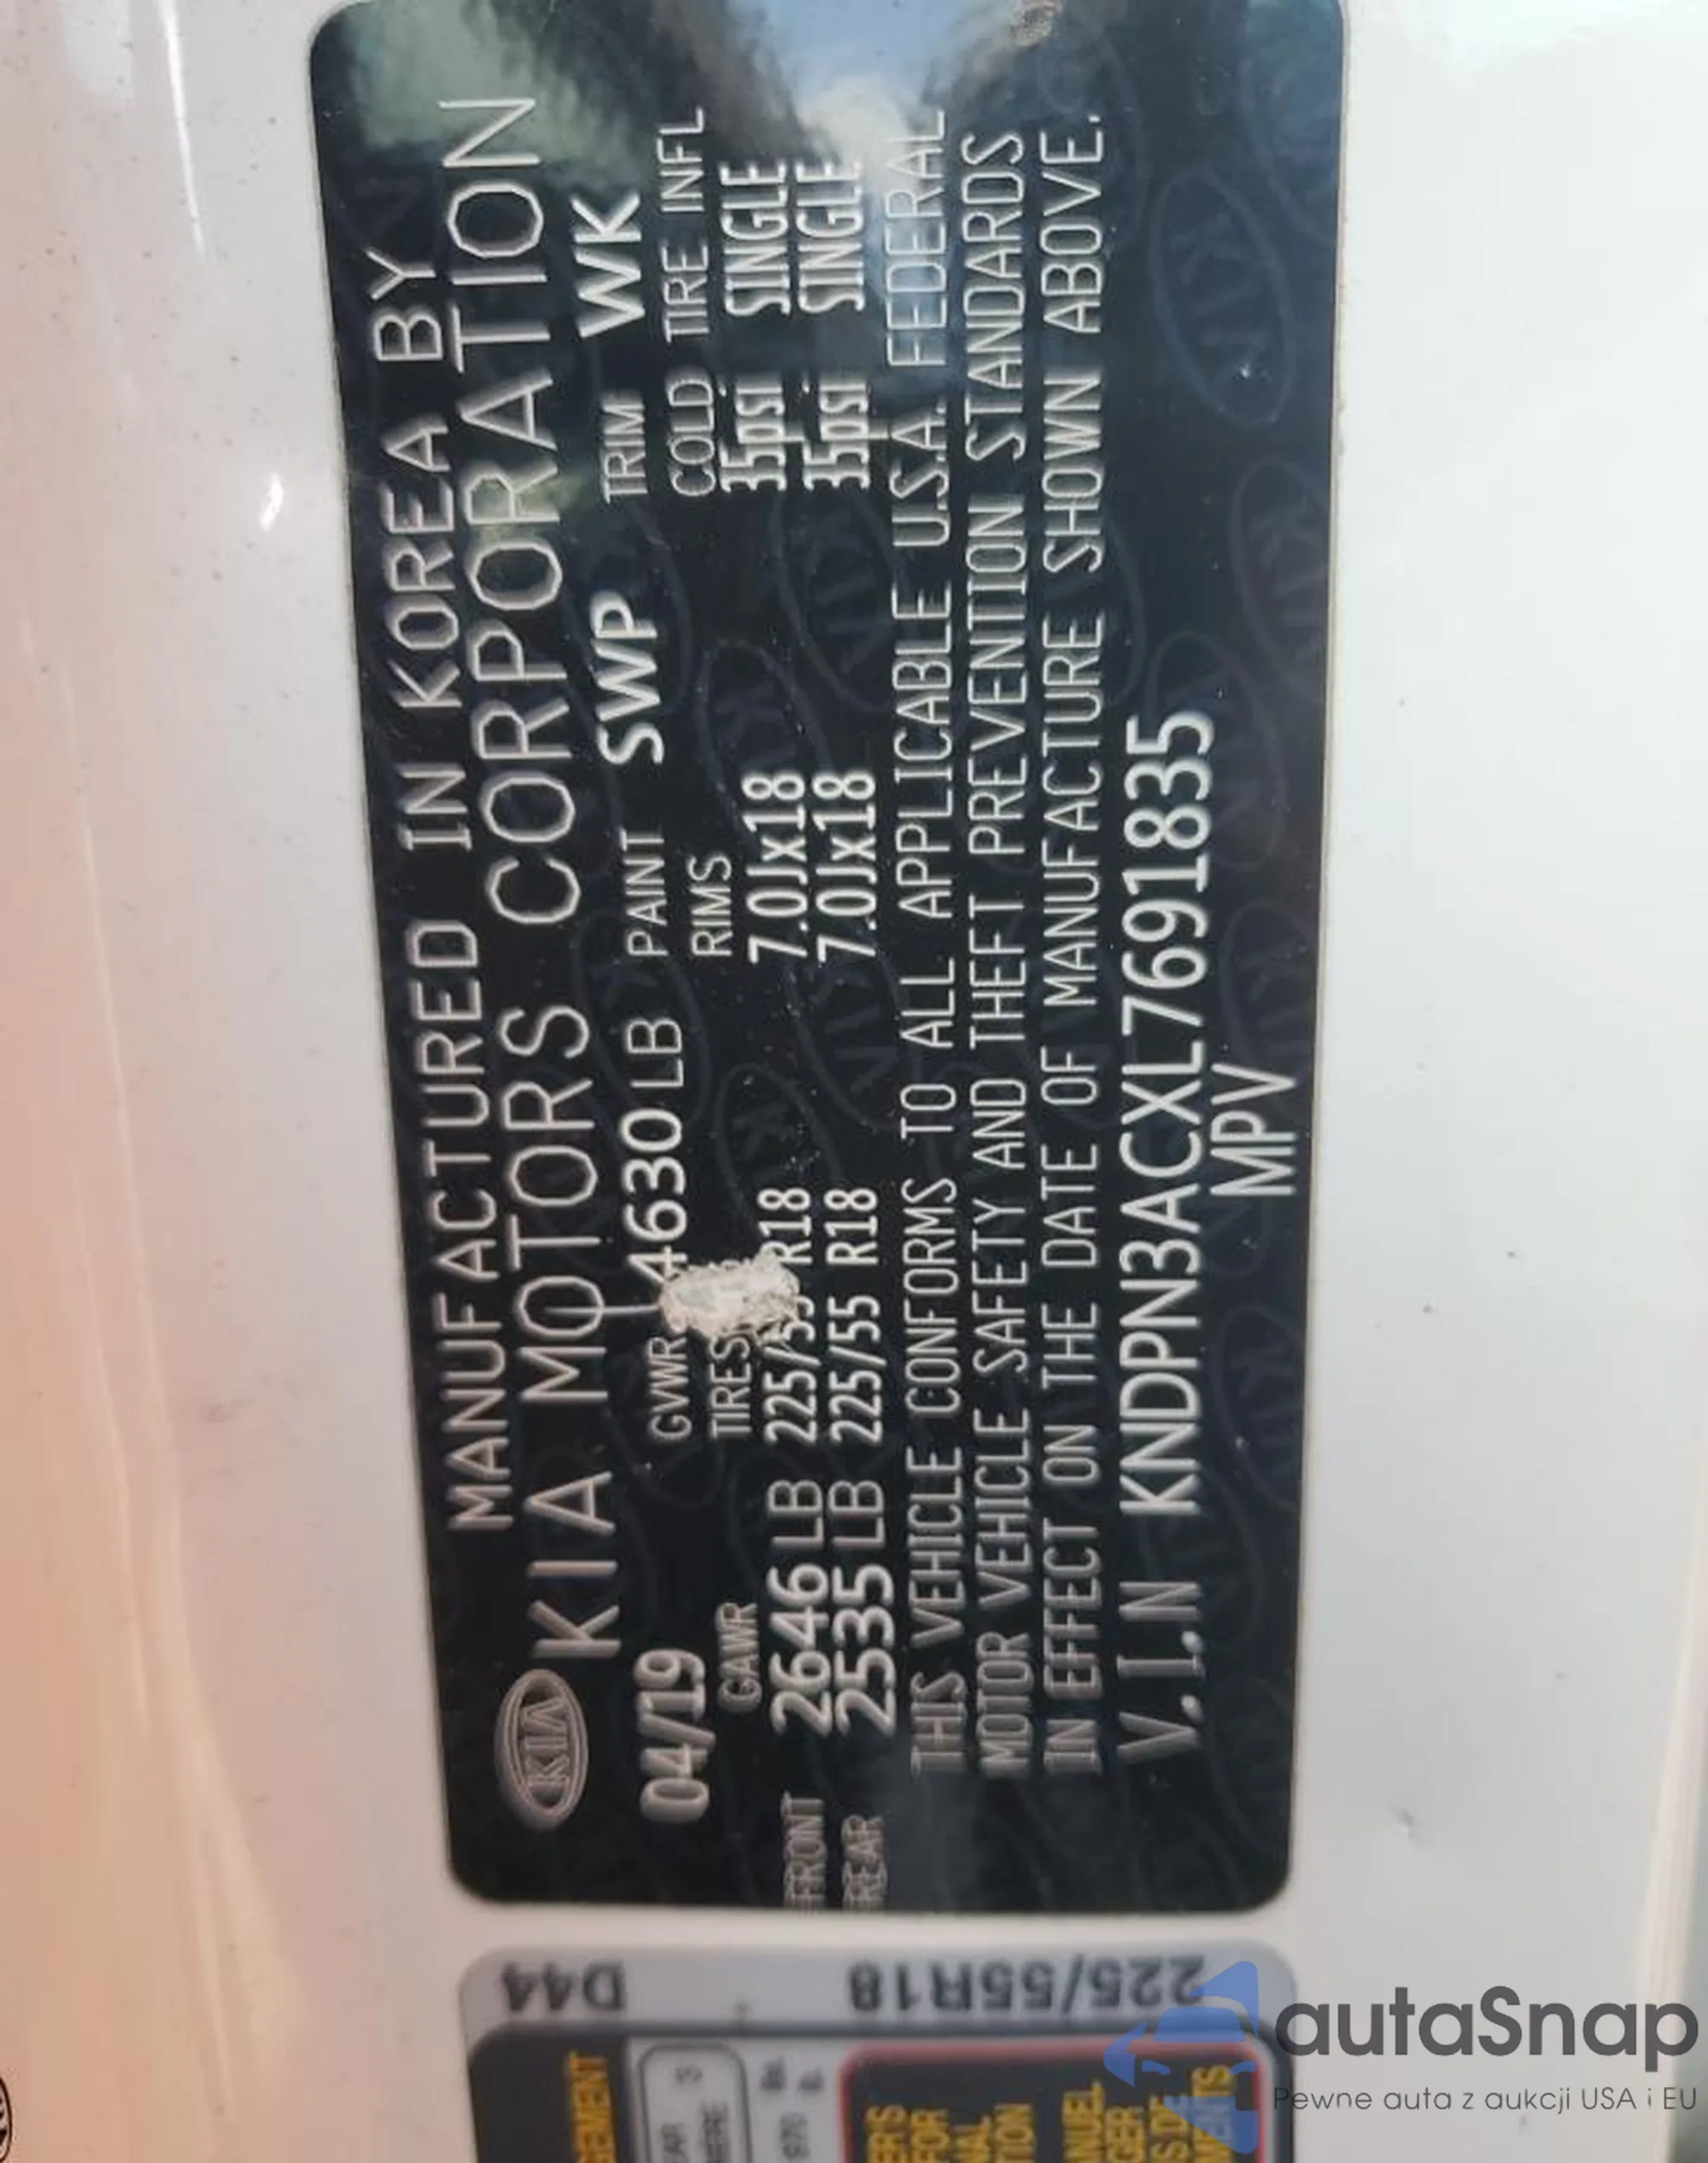 MANUFACTURED IN KOREA BY
KIA KIA MOTORS CORPORATION
04/19 GVWR 4630 LB PAINT SWP TRIM WK
GAWR TIRES RIMS COLD TIRE INFL
FRONT 2646 LB 225/55 R18 7.0Jx18 35psi SINGLE
REAR 2535 LB 225/55 R18 7.0Jx18 35psi SINGLE
THIS VEHICLE CONFORMS TO ALL APPLICABLE U.S.A. FEDERAL
MOTOR VEHICLE SAFETY AND THEFT PREVENTION STANDARDS
IN EFFECT ON THE DATE OF MANUFACTURE SHOWN ABOVE.
V.I.N KNDPN3ACXL7691835
MPV
D44
225/55R18
autaSnap
Pewne auta z aukcji USA i EU